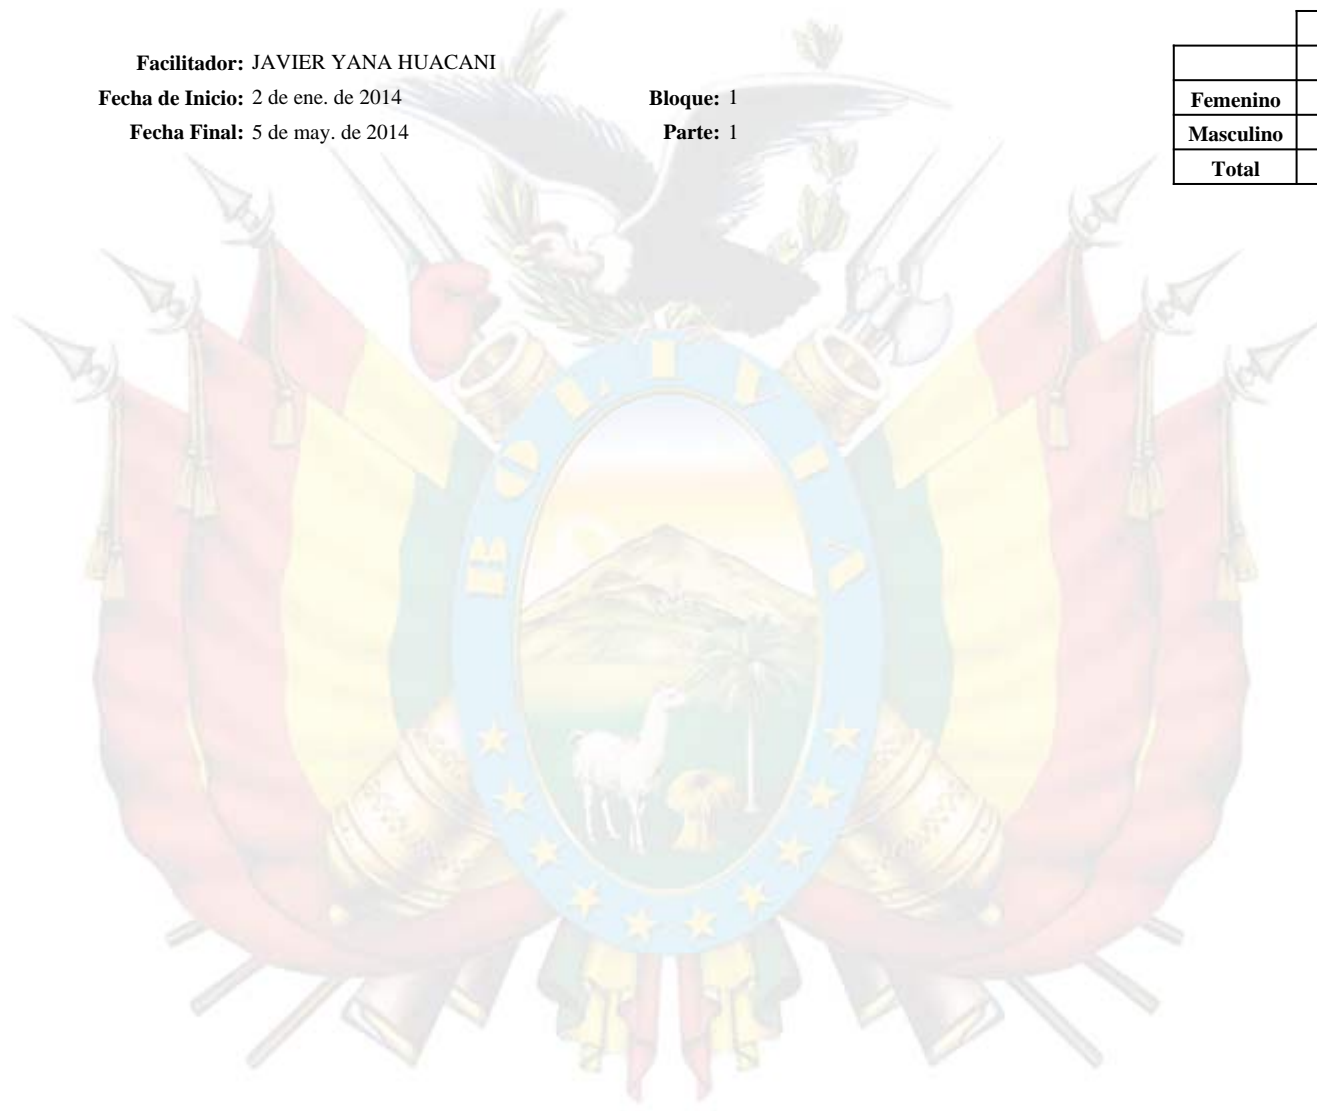 Facilitador: JAVIER YANA HUACANI
Fecha de Inicio: 2 de ene. de 2014 Bloque: 1
Fecha Final: 5 de may. de 2014 Parte: 1
Femenino
Masculino
Total
BOLIVIA